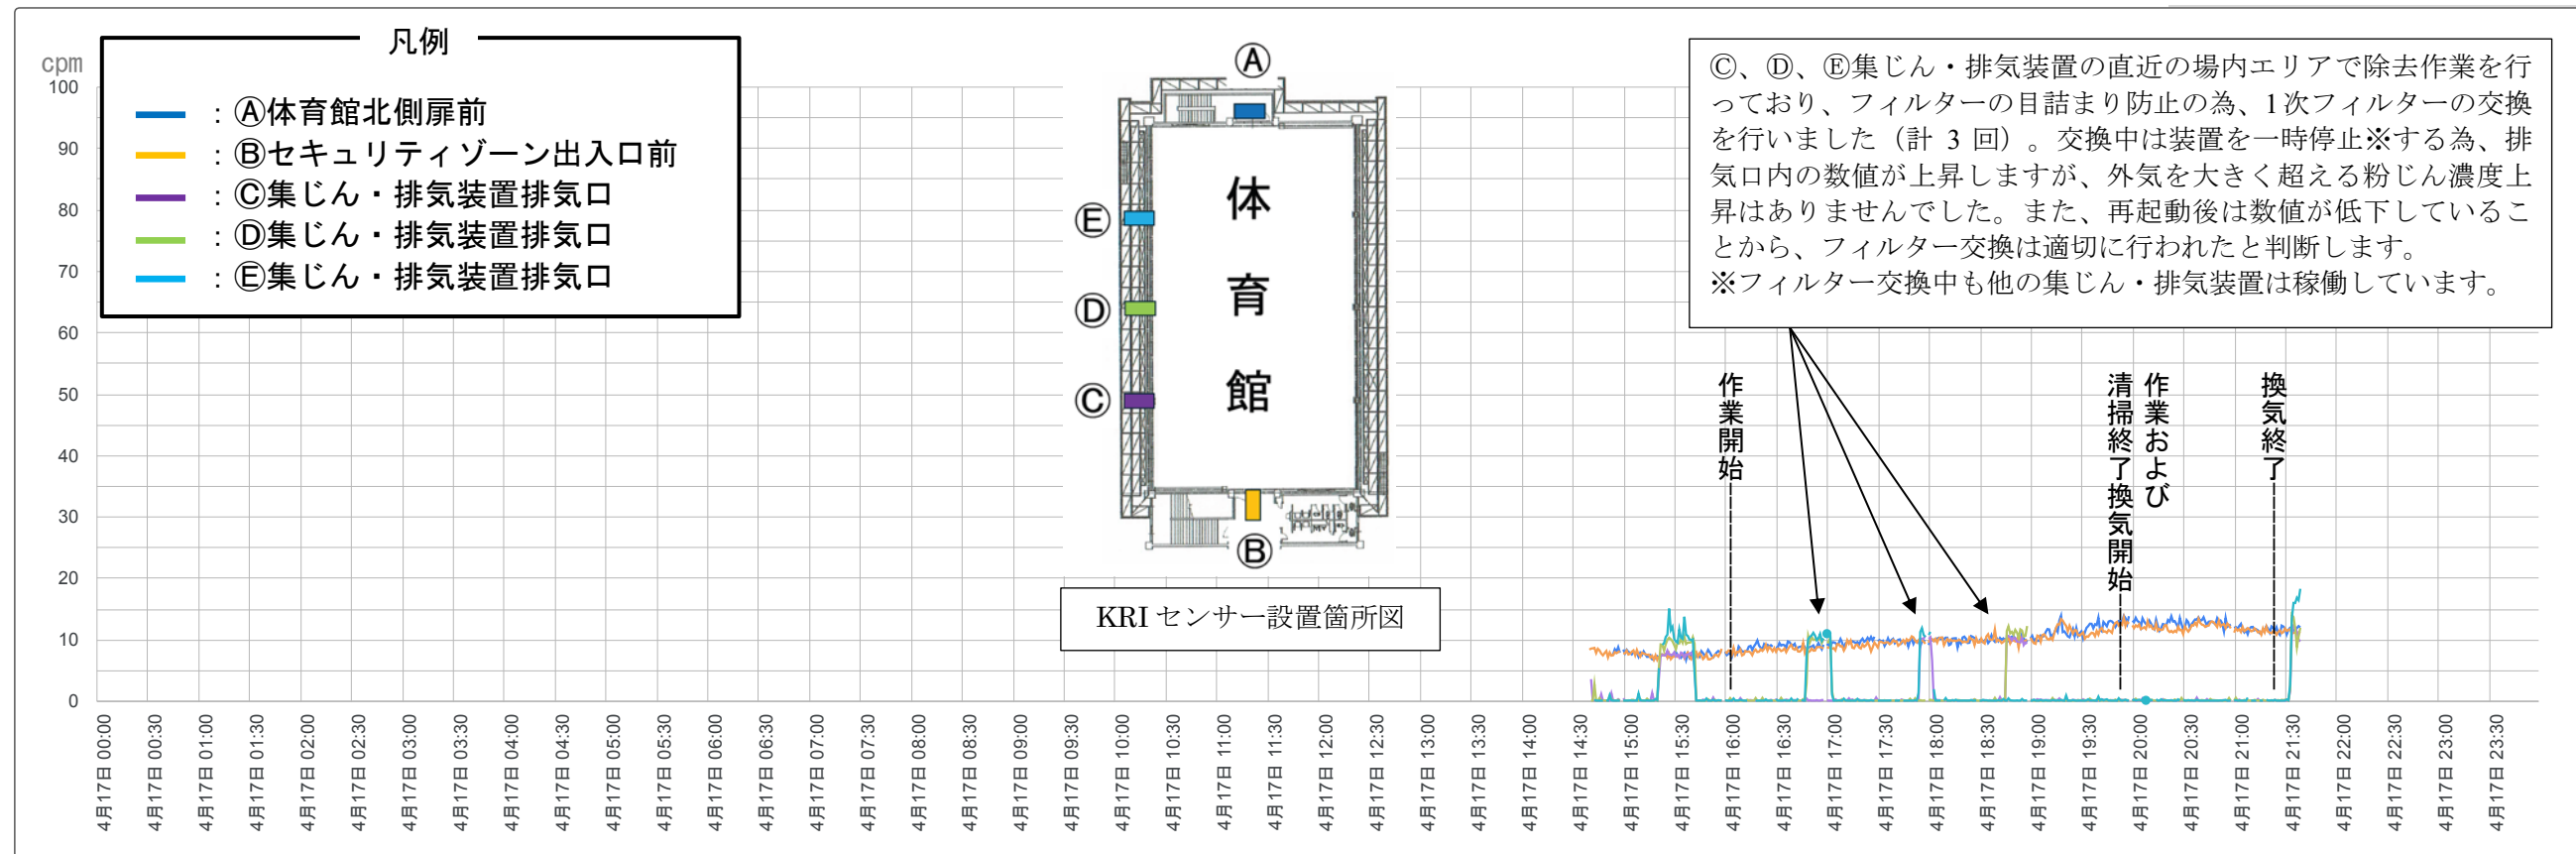 凡例
: Ⓐ体育館北側扉前
: Ⓑセキュリティゾーン出入口前
: Ⓒ集じん・排気装置排気口
: Ⓓ集じん・排気装置排気口
: Ⓔ集じん・排気装置排気口
cpm
100
90
80
70
60
50
40
30
20
10
0
Ⓐ
Ⓔ
Ⓓ
Ⓒ
Ⓑ
体育館
KRIセンサー設置箇所図
Ⓒ、Ⓓ、Ⓔ集じん・排気装置の直近の場内エリアで除去作業を行
っており、フィルターの目詰まり防止の為、1次フィルターの交換
を行いました（計 3 回）。交換中は装置を一時停止※する為、排
気口内の数値が上昇しますが、外気を大きく超える粉じん濃度上
昇はありませんでした。また、再起動後は数値が低下しているこ
とから、フィルター交換は適切に行われたと判断します。
※フィルター交換中も他の集じん・排気装置は稼働しています。
作業開始
作業および
清掃終了換気開始
換気終了
4月17日 00:00
4月17日 00:30
4月17日 01:00
4月17日 01:30
4月17日 02:00
4月17日 02:30
4月17日 03:00
4月17日 03:30
4月17日 04:00
4月17日 04:30
4月17日 05:00
4月17日 05:30
4月17日 06:00
4月17日 06:30
4月17日 07:00
4月17日 07:30
4月17日 08:00
4月17日 08:30
4月17日 09:00
4月17日 09:30
4月17日 10:00
4月17日 10:30
4月17日 11:00
4月17日 11:30
4月17日 12:00
4月17日 12:30
4月17日 13:00
4月17日 13:30
4月17日 14:00
4月17日 14:30
4月17日 15:00
4月17日 15:30
4月17日 16:00
4月17日 16:30
4月17日 17:00
4月17日 17:30
4月17日 18:00
4月17日 18:30
4月17日 19:00
4月17日 19:30
4月17日 20:00
4月17日 20:30
4月17日 21:00
4月17日 21:30
4月17日 22:00
4月17日 22:30
4月17日 23:00
4月17日 23:30